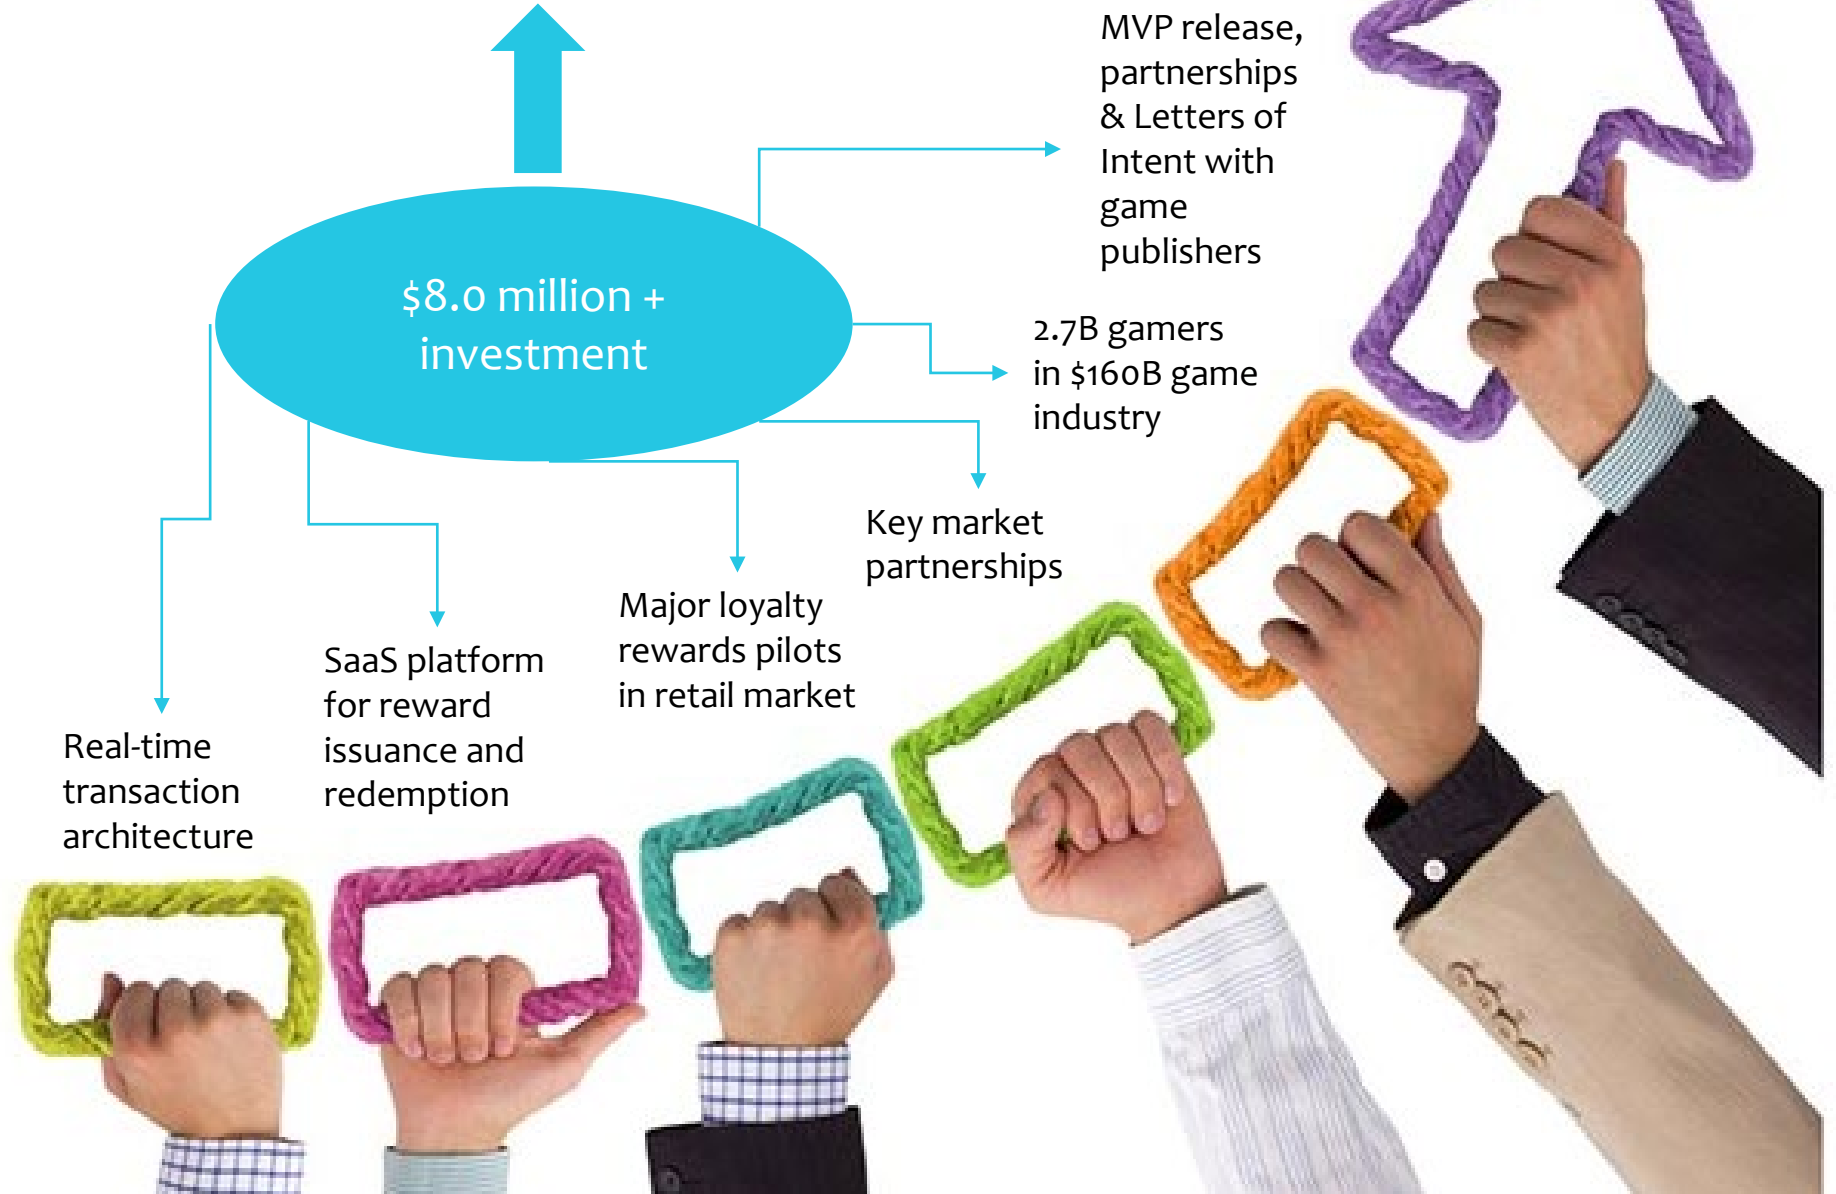 MVP release,
partnerships
& Letters of
Intent with
game
publishers
$8.0 million +
investment
2.7B gamers
in $160B game
industry
Key market
partnerships
Major loyalty
rewards pilots
in retail market
SaaS platform
for reward
issuance and
redemption
Real-time
transaction
architecture